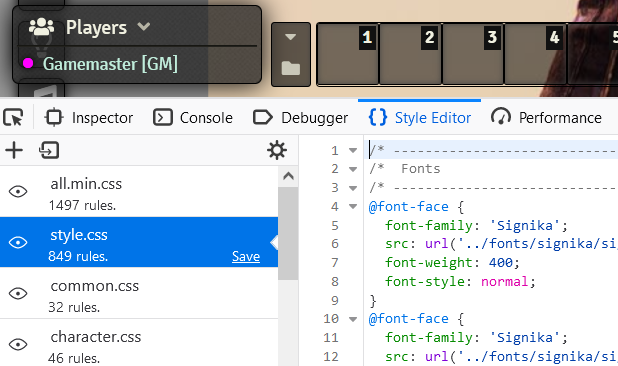 Players
Gamemaster [GM]
1 2 3 4 5
Inspector Console Debugger Style Editor Performance
all.min.css
1497 rules.
style.css
849 rules. Save
common.css
32 rules.
character.css
46 rules.
1 /* ------------------------------
2 /*  Fonts
3 /* ------------------------------
4 @font-face {
5   font-family: 'Signika';
6   src: url('../fonts/signika/si
7   font-weight: 400;
8   font-style: normal;
9 }
10 @font-face {
11   font-family: 'Signika';
12   src: url('../fonts/signika/si